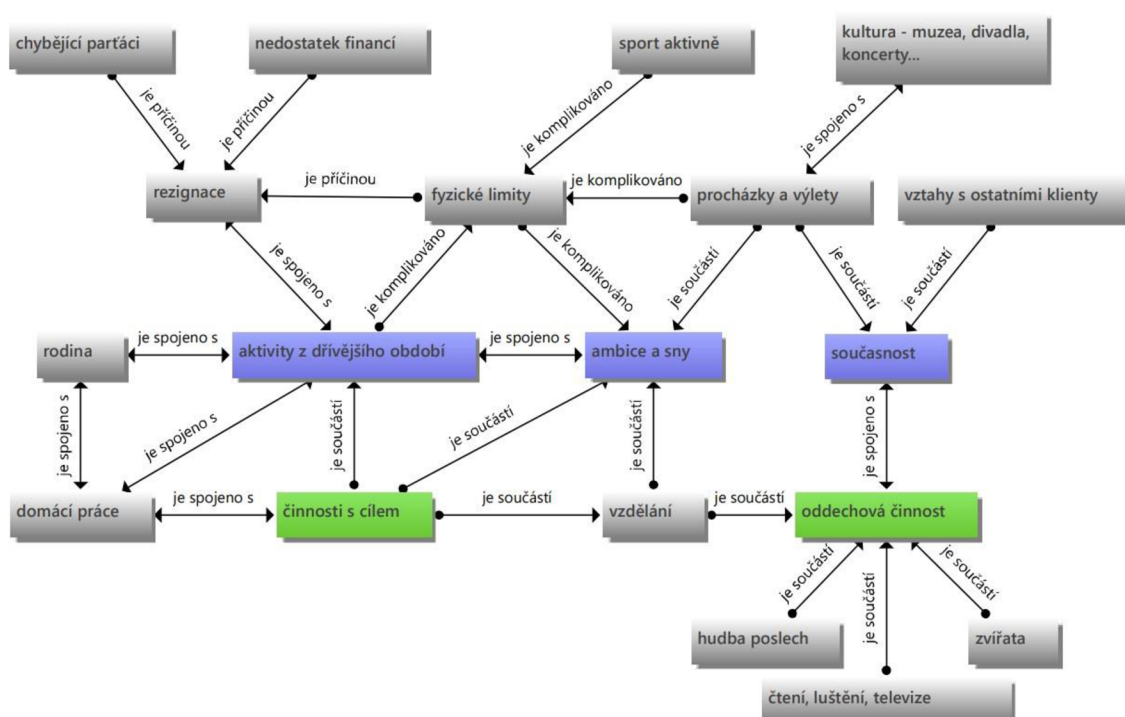 chybějící parťáci
nedostatek financí
sport aktivně
kultura - muzea, divadla,
koncerty...
je příčinou
je příčinou
je komplikováno
je spojeno s
rezignace
je příčinou
fyzické limity
je komplikováno
procházky a výlety
vztahy s ostatními klienty
je spojeno s
je komplikováno
je komplikováno
je součástí
je součástí
je součástí
rodina
je spojeno s
aktivity z dřívějšího období
je spojeno s
ambice a sny
současnost
je spojeno s
je spojeno s
je součástí
je součástí
je součástí
je spojeno s
domácí práce
je spojeno s
činnosti s cílem
je součástí
vzdělání
je součástí
oddechová činnost
je součástí
je součástí
je součástí
hudba poslech
zvířata
čtení, luštění, televize